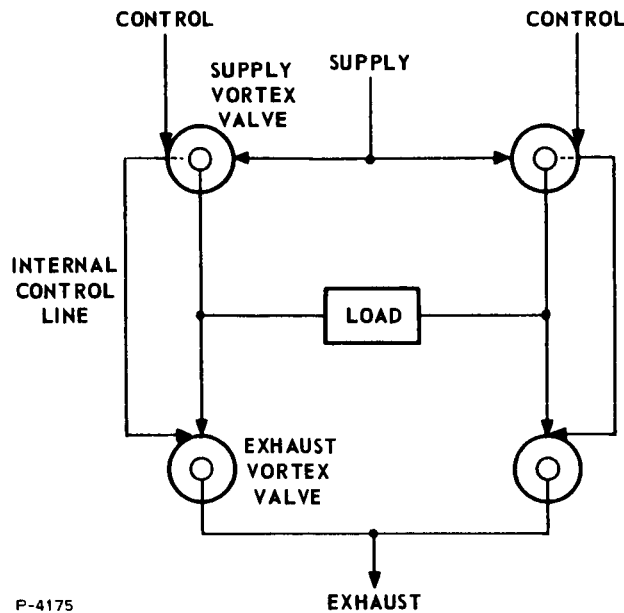 CONTROL
CONTROL
SUPPLY
VORTEX
VALVE
SUPPLY
INTERNAL
CONTROL
LINE
LOAD
EXHAUST
VORTEX
VALVE
P-4175
EXHAUST